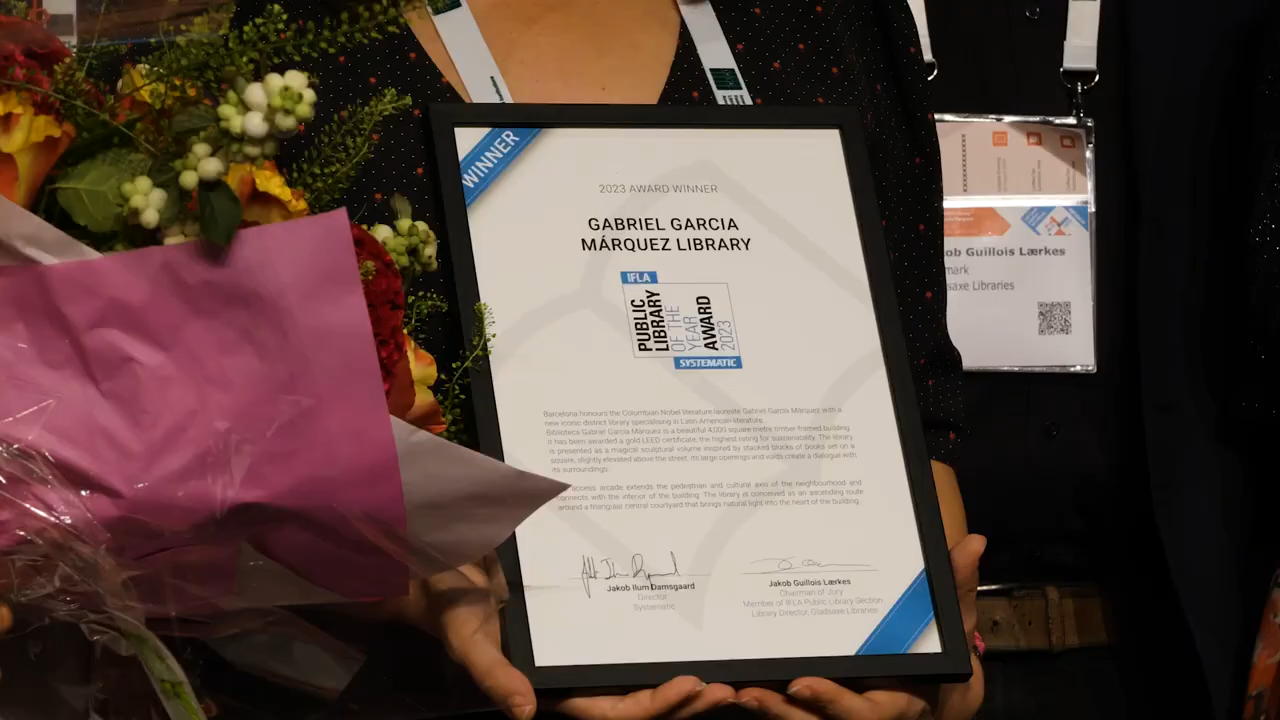 WINNER
2023 AWARD WINNER
GABRIEL GARCIA
MÁRQUEZ LIBRARY
IFLA
PUBLIC
LIBRARY
OF THE
YEAR
AWARD
2023
SYSTEMATIC
Barcelona honours the Columbian Nobel literature laureate Gabriel García Márquez with a
new iconic district library specialising in Latin American literature.
Biblioteca Gabriel García Márquez is a beautiful 4,000 square metre timber framed building.
It has been awarded a gold LEED certificate, the highest rating for sustainability. The library
is presented as a magical sculptural volume inspired by stacked blocks of books set on a
square, slightly elevated above the street, its large openings and voids create a dialogue with
its surroundings.
access arcade extends the pedestrian and cultural axis of the neighbourhood and
connects with the interior of the building. The library is conceived as an ascending route
around a triangular central courtyard that brings natural light into the heart of the building.
Jakob Ilum Damsgaard
Director
Systematic
Jakob Guillois Lærkes
Chairman of Jury
Member of IFLA Public Library Section
Library Director, Gladsaxe Libraries
ob Guillois Lærkes
mark
saxe Libraries